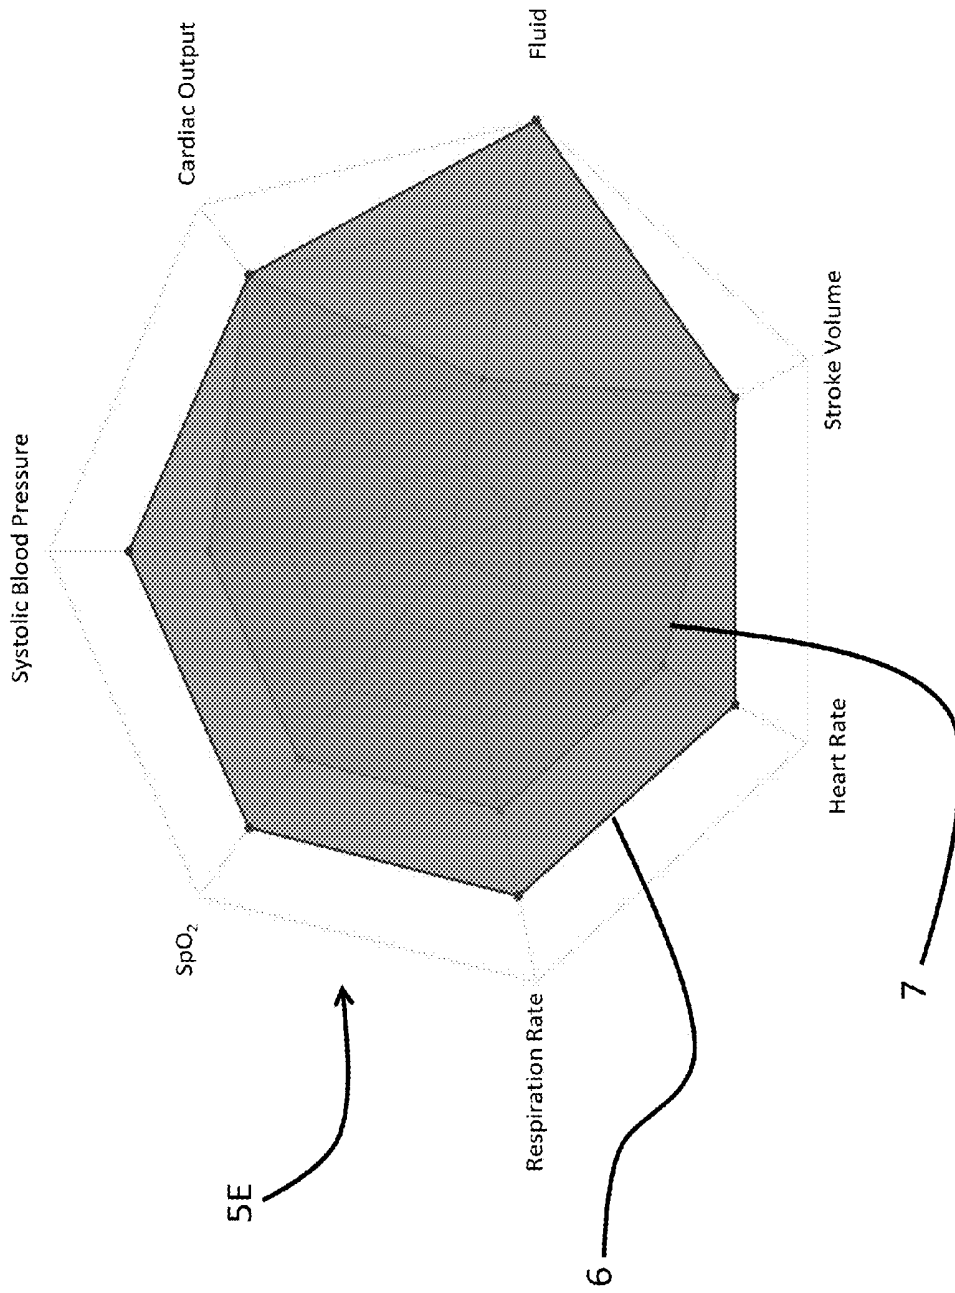 Systolic Blood Pressure
Cardiac Output
Fluid
Stroke Volume
Heart Rate
Respiration Rate
SpO₂
5E
6
7